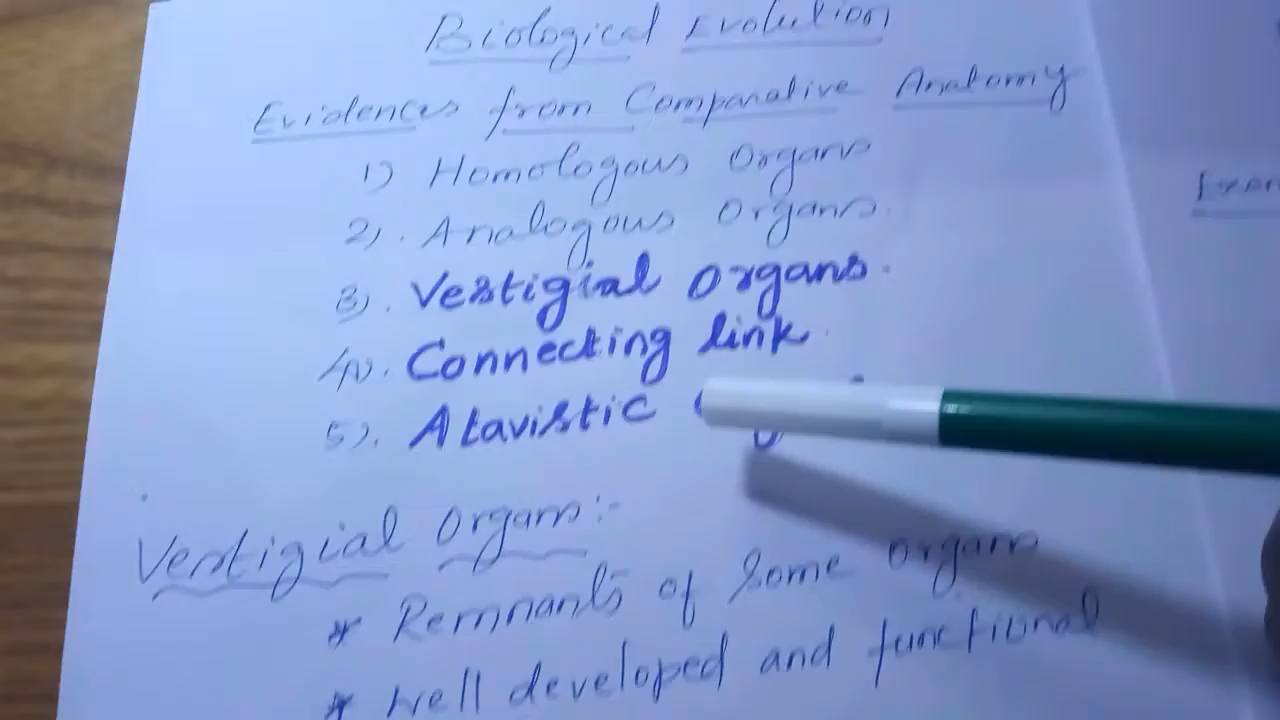 Biological Evolution
Evidences from Comparative Anatomy
1) Homologous Organs
2). Analogous Organs.
3). Vestigial Organs.
4). Connecting link.
5). Atavistic
Vestigial Organs:-
* Remnants of some organs
* well developed and functional